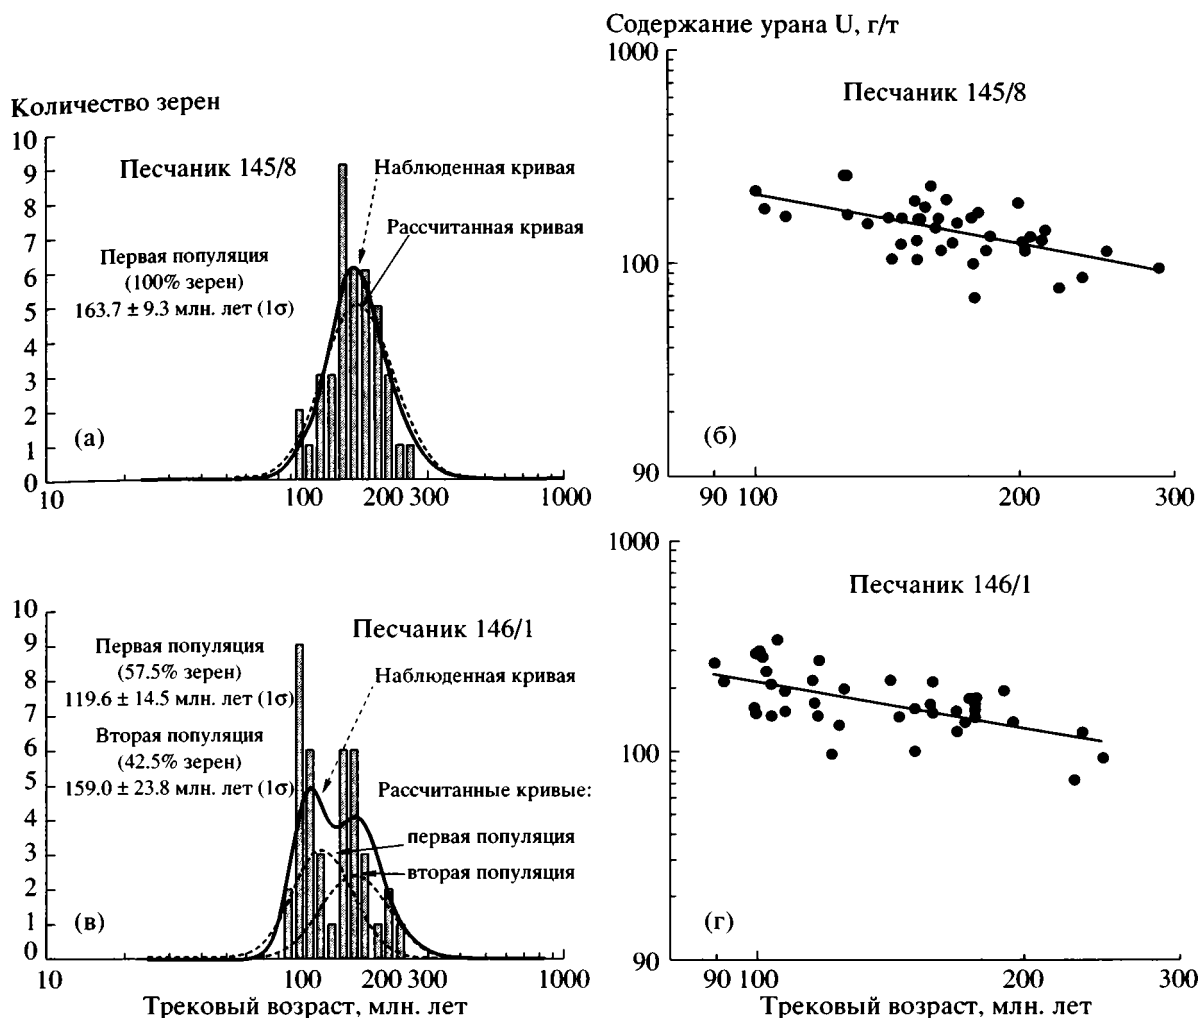 Количество зерен
10
9
8
7
6
5
4
3
2
1
0
Песчаник 145/8
Наблюденная кривая
Рассчитанная кривая
Первая популяция
(100% зерен)
163.7 ± 9.3 млн. лет (1σ)
(а)
10
100
200
300
1000
Содержание урана U, г/т
1000
100
90
Песчаник 145/8
(б)
90
100
200
300
10
9
8
7
6
5
4
3
2
1
0
Песчаник 146/1
Первая популяция
(57.5% зерен)
119.6 ± 14.5 млн. лет (1σ)
Вторая популяция
(42.5% зерен)
159.0 ± 23.8 млн. лет (1σ)
Наблюденная кривая
Рассчитанные кривые:
первая популяция
вторая популяция
(в)
10
100
200
300
1000
Трековый возраст, млн. лет
1000
100
90
Песчаник 146/1
(г)
90
100
200
300
Трековый возраст, млн. лет